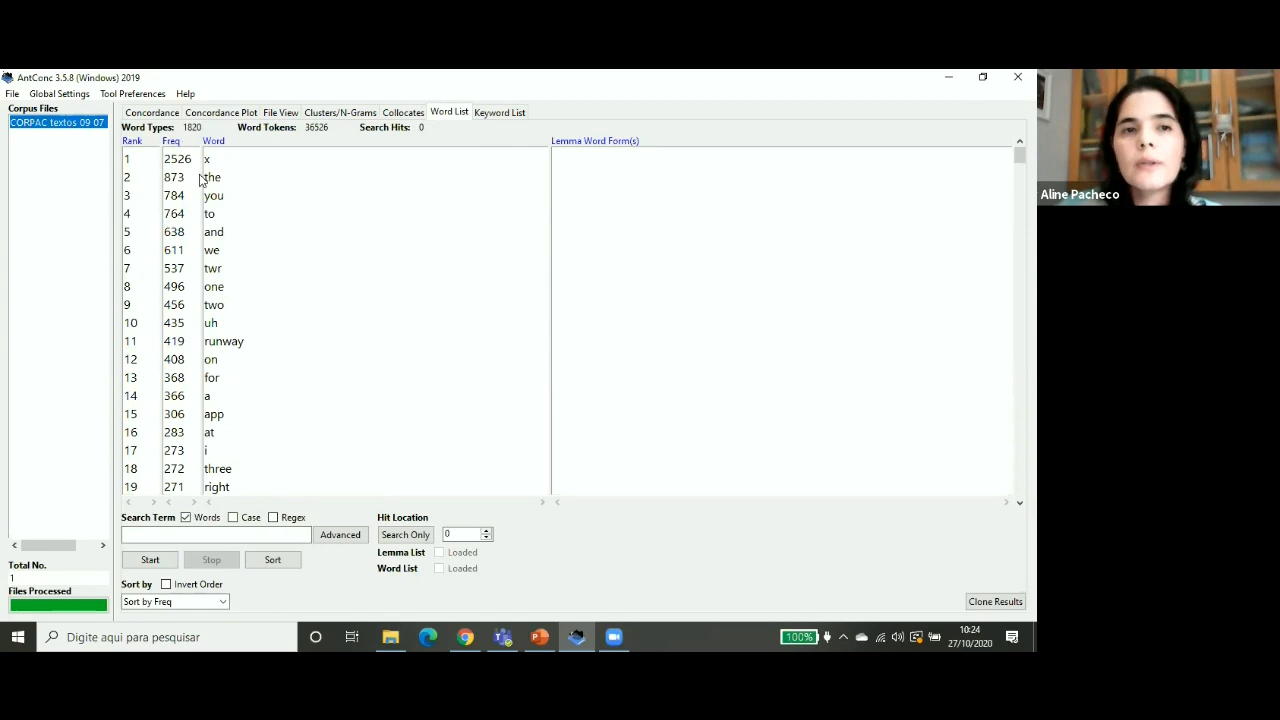 AntConc 3.5.8 (Windows) 2019
File Global Settings Tool Preferences Help
Corpus Files
CORPAC textos 09 07
Concordance Concordance Plot File View Clusters/N-Grams Collocates Word List Keyword List
Word Types: 1820 Word Tokens: 36526 Search Hits: 0
Rank Freq Word Lemma Word Form(s)
1 2526 x
2 873 the
3 784 you
4 764 to
5 638 and
6 611 we
7 537 twr
8 496 one
9 456 two
10 435 uh
11 419 runway
12 408 on
13 368 for
14 366 a
15 306 app
16 283 at
17 273 i
18 272 three
19 271 right
Search Term Words Case Regex Hit Location
Advanced Search Only 0
Start Stop Sort Lemma List Loaded
Word List Loaded
Sort by Invert Order
Sort by Freq Clone Results
Total No.
1
Files Processed
Aline Pacheco
Digite aqui para pesquisar
100%
10:24
27/10/2020